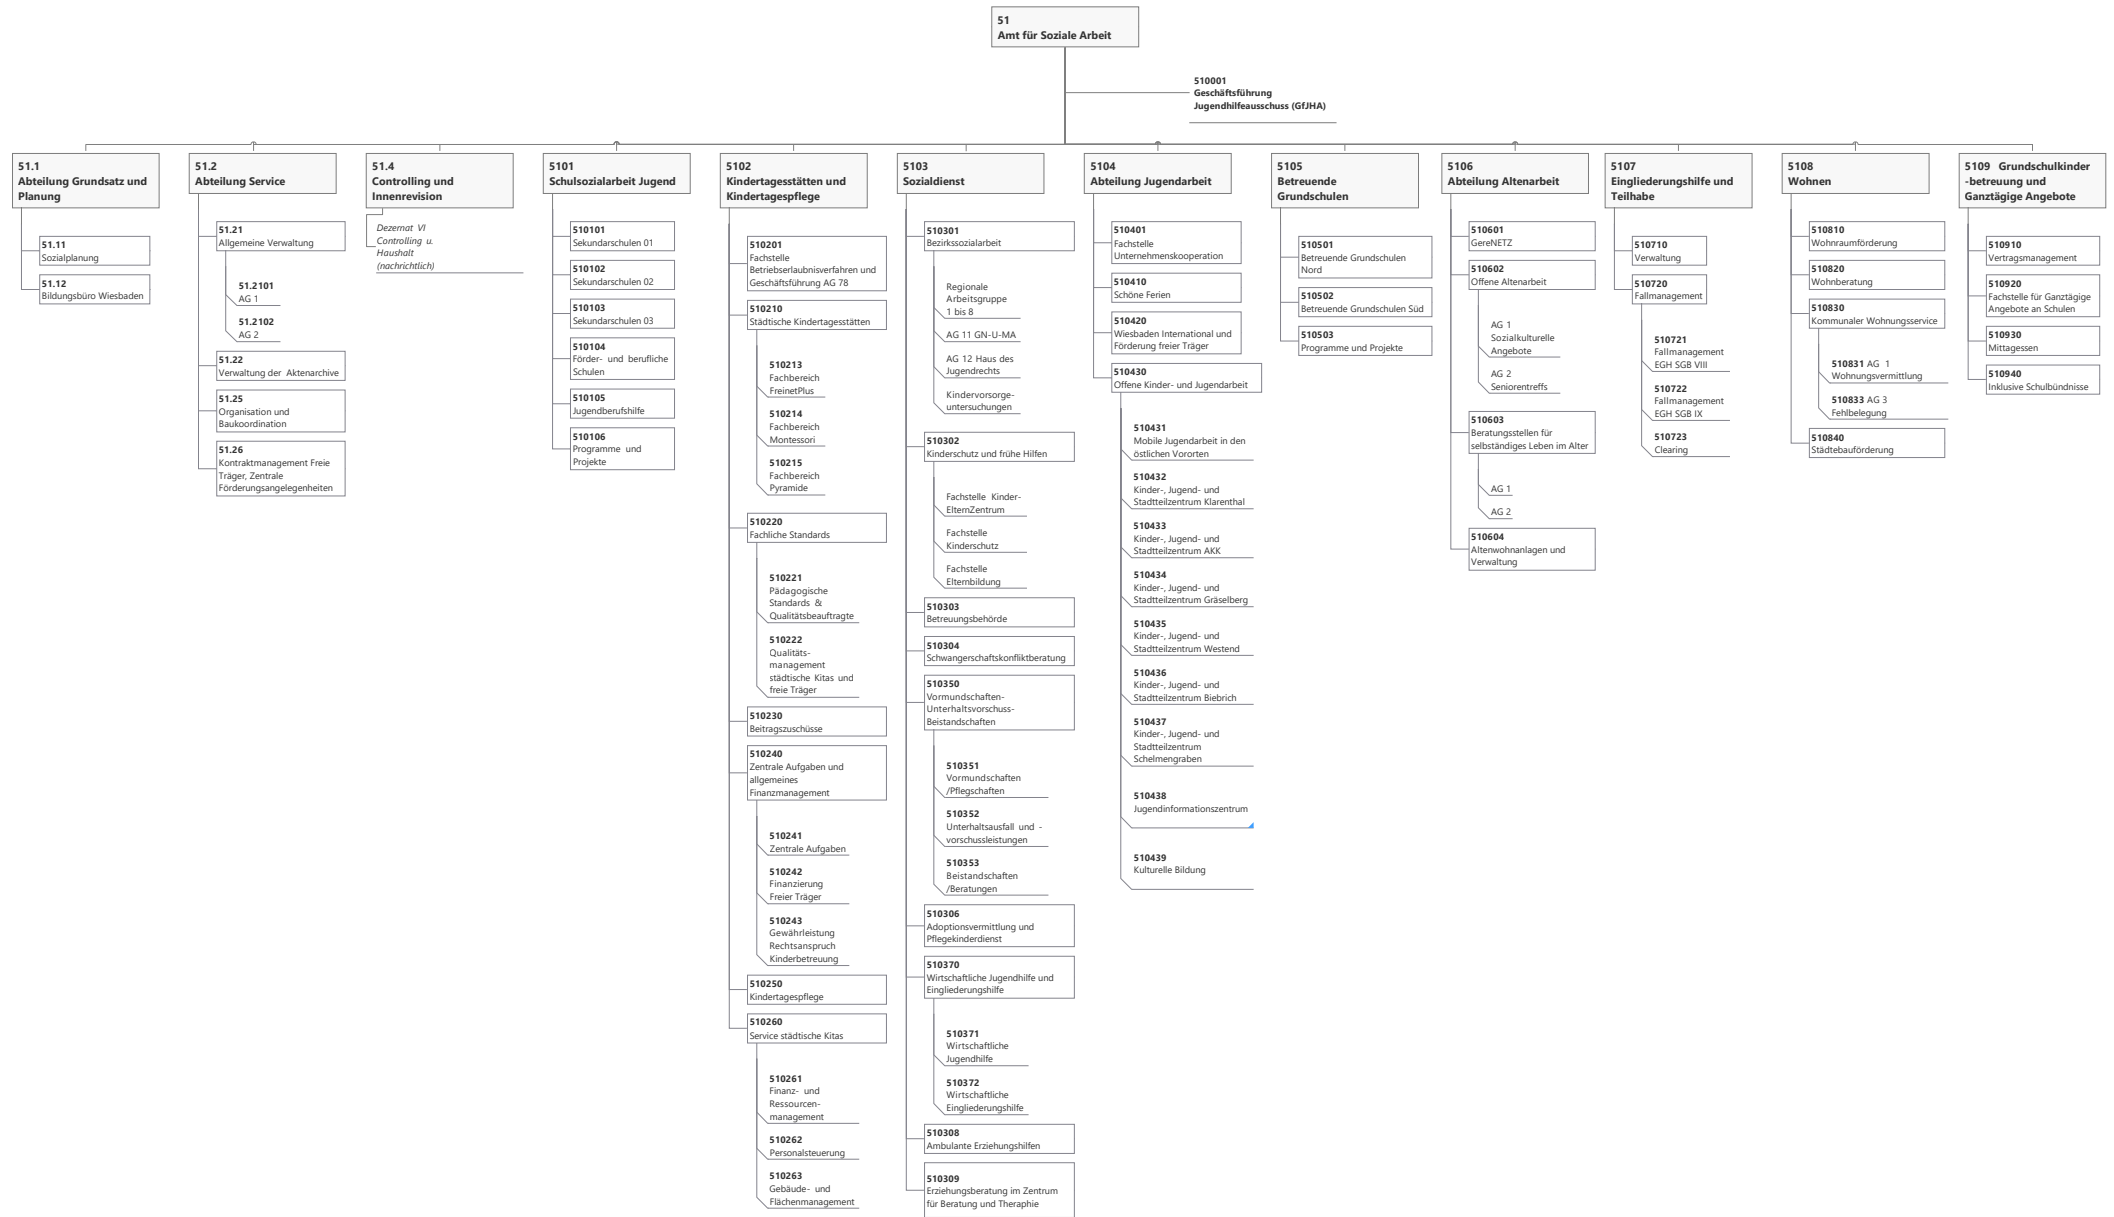 51
Amt für Soziale Arbeit
510001
Geschäftsführung
Jugendhilfeausschuss (GfJHA)
51.1
Abteilung Grundsatz und
Planung
51.11
Sozialplanung
51.12
Bildungsbüro Wiesbaden
51.2
Abteilung Service
51.21
Allgemeine Verwaltung
51.2101
AG 1
51.2102
AG 2
51.22
Verwaltung der Aktenarchive
51.25
Organisation und
Baukoordination
51.26
Kontraktmanagement Freie
Träger, Zentrale
Förderungsangelegenheiten
51.4
Controlling und
Innenrevision
Dezernat VI
Controlling u.
Haushalt
(nachrichtlich)
5101
Schulsozialarbeit Jugend
510101
Sekundarschulen 01
510102
Sekundarschulen 02
510103
Sekundarschulen 03
510104
Förder- und berufliche
Schulen
510105
Jugendberufshilfe
510106
Programme und
Projekte
5102
Kindertagesstätten und
Kindertagespflege
510201
Fachstelle
Betriebserlaubnisverfahren und
Geschäftsführung AG 78
510210
Städtische Kindertagesstätten
510213
Fachbereich
FreinetPlus
510214
Fachbereich
Montessori
510215
Fachbereich
Pyramide
510220
Fachliche Standards
510221
Pädagogische
Standards &
Qualitätsbeauftragte
510222
Qualitäts-
management
städtische Kitas und
freie Träger
510230
Beitragszuschüsse
510240
Zentrale Aufgaben und
allgemeines
Finanzmanagement
510241
Zentrale Aufgaben
510242
Finanzierung
Freier Träger
510243
Gewährleistung
Rechtsanspruch
Kinderbetreuung
510250
Kindertagespflege
510260
Service städtische Kitas
510261
Finanz- und
Ressourcen-
management
510262
Personalsteuerung
510263
Gebäude- und
Flächenmanagement
5103
Sozialdienst
510301
Bezirkssozialarbeit
Regionale
Arbeitsgruppe
1 bis 8
AG 11 GN-U-MA
AG 12 Haus des
Jugendrechts
Kindervorsorge-
untersuchungen
510302
Kinderschutz und frühe Hilfen
Fachstelle Kinder-
ElternZentrum
Fachstelle
Kinderschutz
Fachstelle
Elternbildung
510303
Betreuungsbehörde
510304
Schwangerschaftskonfliktberatung
510350
Vormundschaften-
Unterhaltsvorschuss-
Beistandschaften
510351
Vormundschaften
/Pflegschaften
510352
Unterhaltsausfall und -
vorschussleistungen
510353
Beistandschaften
/Beratungen
510306
Adoptionsvermittlung und
Pflegekinderdienst
510370
Wirtschaftliche Jugendhilfe und
Eingliederungshilfe
510371
Wirtschaftliche
Jugendhilfe
510372
Wirtschaftliche
Eingliederungshilfe
510308
Ambulante Erziehungshilfen
510309
Erziehungsberatung im Zentrum
für Beratung und Theraphie
5104
Abteilung Jugendarbeit
510401
Fachstelle
Unternehmenskooperation
510410
Schöne Ferien
510420
Wiesbaden International und
Förderung freier Träger
510430
Offene Kinder- und Jugendarbeit
510431
Mobile Jugendarbeit in den
östlichen Vororten
510432
Kinder-, Jugend- und
Stadtteilzentrum Klarenthal
510433
Kinder-, Jugend- und
Stadtteilzentrum AKK
510434
Kinder-, Jugend- und
Stadtteilzentrum Gräselberg
510435
Kinder-, Jugend- und
Stadtteilzentrum Westend
510436
Kinder-, Jugend- und
Stadtteilzentrum Biebrich
510437
Kinder-, Jugend- und
Stadtteilzentrum
Schelmengraben
510438
Jugendinformationszentrum
510439
Kulturelle Bildung
5105
Betreuende
Grundschulen
510501
Betreuende Grundschulen
Nord
510502
Betreuende Grundschulen Süd
510503
Programme und Projekte
5106
Abteilung Altenarbeit
510601
GereNETZ
510602
Offene Altenarbeit
AG 1
Sozialkulturelle
Angebote
AG 2
Seniorentreffs
510603
Beratungsstellen für
selbständiges Leben im Alter
AG 1
AG 2
510604
Altenwohnanlagen und
Verwaltung
5107
Eingliederungshilfe und
Teilhabe
510710
Verwaltung
510720
Fallmanagement
510721
Fallmanagement
EGH SGB VIII
510722
Fallmanagement
EGH SGB IX
510723
Clearing
5108
Wohnen
510810
Wohnraumförderung
510820
Wohnberatung
510830
Kommunaler Wohnungsservice
510831 AG 1
Wohnungsvermittlung
510833 AG 3
Fehlbelegung
510840
Städtebauförderung
5109 Grundschulkinder
-betreuung und
Ganztägige Angebote
510910
Vertragsmanagement
510920
Fachstelle für Ganztägige
Angebote an Schulen
510930
Mittagessen
510940
Inklusive Schulbündnisse